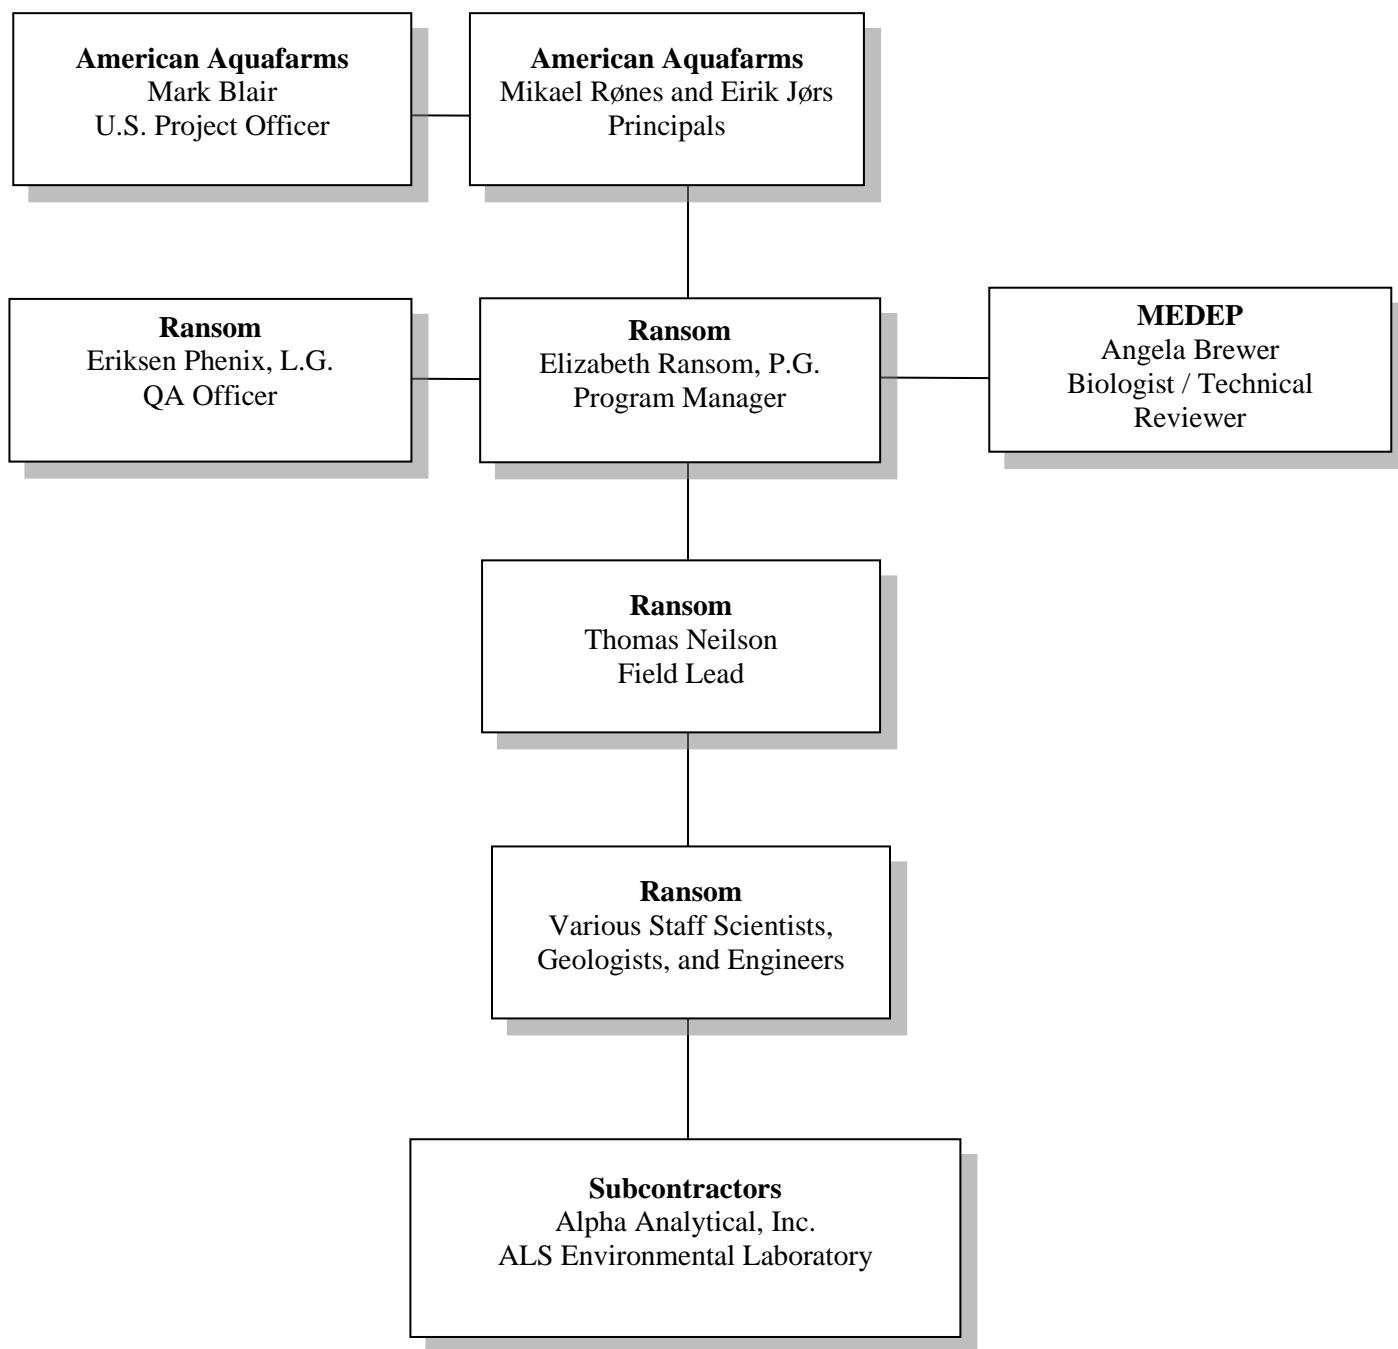 American Aquafarms
Mark Blair
U.S. Project Officer
American Aquafarms
Mikael Rønes and Eirik Jørs
Principals
Ransom
Eriksen Phenix, L.G.
QA Officer
Ransom
Elizabeth Ransom, P.G.
Program Manager
MEDEP
Angela Brewer
Biologist / Technical
Reviewer
Ransom
Thomas Neilson
Field Lead
Ransom
Various Staff Scientists,
Geologists, and Engineers
Subcontractors
Alpha Analytical, Inc.
ALS Environmental Laboratory